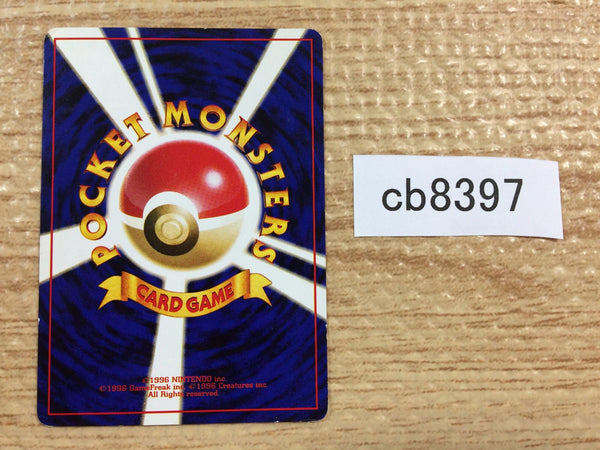 POCKET MONSTERS
CARD GAME
©1996 NINTENDO inc.
©1996 GameFreak inc. ©1996 Creatures inc.
All rights reserved.
cb8397